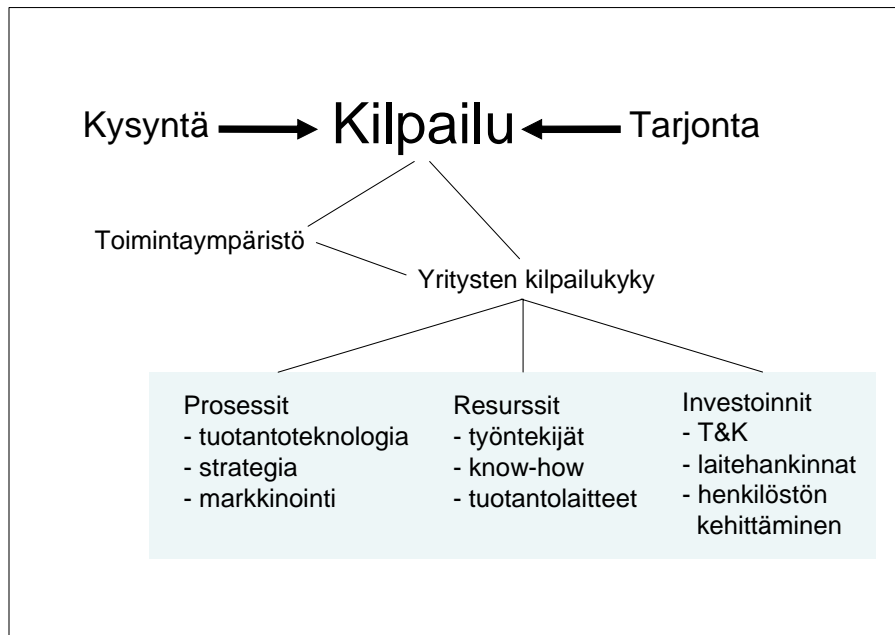 Kysyntä Kilpailu Tarjonta
Toimintaympäristö
Yritysten kilpailukyky
Prosessit
- tuotantoteknologia
- strategia
- markkinointi
Resurssit
- työntekijät
- know-how
- tuotantolaitteet
Investoinnit
- T&K
- laitehankinnat
- henkilöstön
kehittäminen